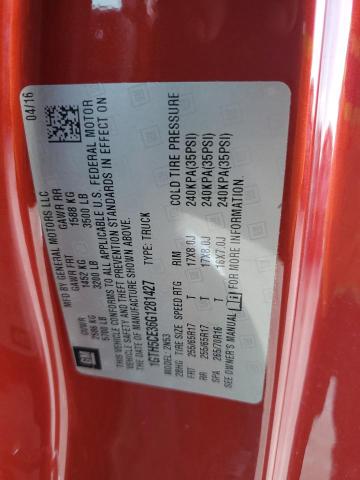 04/16
MFD BY GENERAL MOTORS LLC
GVWR GAWR FRT GAWR RR
2586 KG 1452 KG 1588 KG
5700 LB 3200 LB 3500 LB
THIS VEHICLE CONFORMS TO ALL APPLICABLE U.S. FEDERAL MOTOR
VEHICLE SAFETY AND THEFT PREVENTION STANDARDS IN
EFFECT ON THE DATE OF MANUFACTURE SHOWN ABOVE.
1GTH5CE36G1281427 TYPE: TRUCK
MODEL: 2N53
TIRE SIZE SPEED RTG RIM COLD TIRE PRESSURE
FRT 255/65R17 T 17X8.0J 240KPA(35PSI)
RR 255/65R17 T 17X8.0J 240KPA(35PSI)
SPA 265/70R16 T 16X7.0J 240KPA(35PSI)
SEE OWNER'S MANUAL FOR MORE INFORMATION.
GM